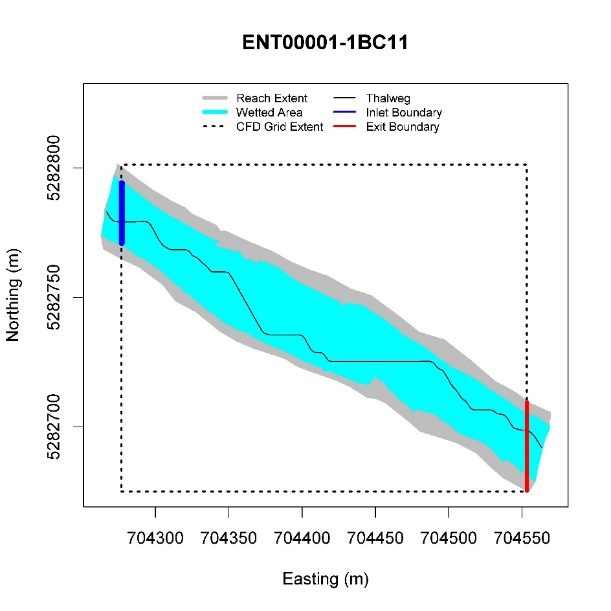 ENT00001-1BC11
Reach Extent
Wetted Area
CFD Grid Extent
Thalweg
Inlet Boundary
Exit Boundary
Northing (m)
5282800
5282750
5282700
704300 704350 704400 704450 704500 704550
Easting (m)